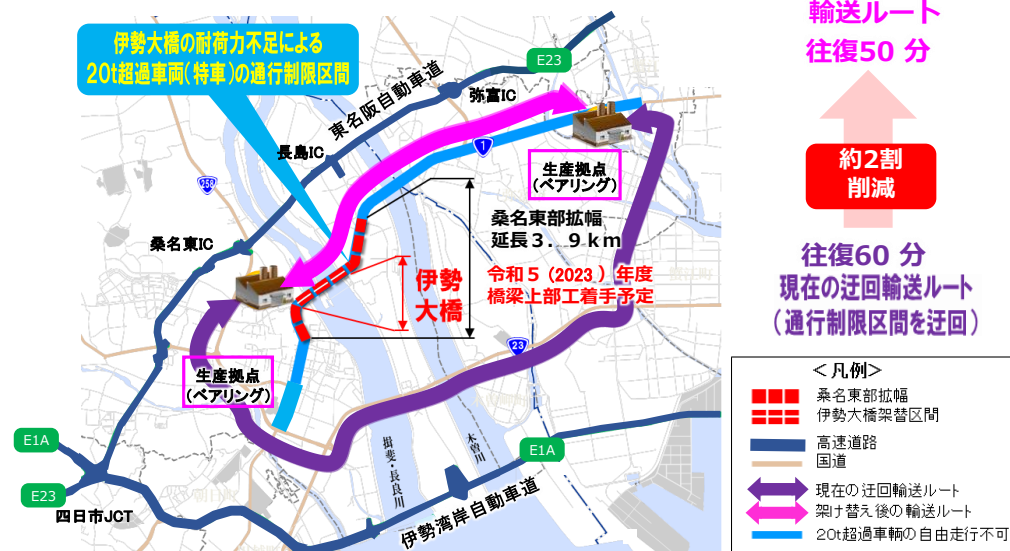 伊勢大橋の耐荷力不足による
20t超過車両(特車)の通行制限区間
E23
弥富IC
東名阪自動車道
長島IC
258
1
生産拠点
(ベアリング)
桑名東部拡幅
延長3.9km
桑名東IC
伊勢
大橋
令和5(2023)年度
橋梁上部工着手予定
23
生産拠点
(ベアリング)
揖斐・長良川
木曽川
E1A
E1A
E23
四日市JCT
伊勢湾岸自動車道
輸送ルート
往復50 分
約2割
削減
往復60 分
現在の迂回輸送ルート
(通行制限区間を迂回)
<凡例>
桑名東部拡幅
伊勢大橋架替区間
高速道路
国道
現在の迂回輸送ルート
架け替え後の輸送ルート
20t超過車輌の自由走行不可